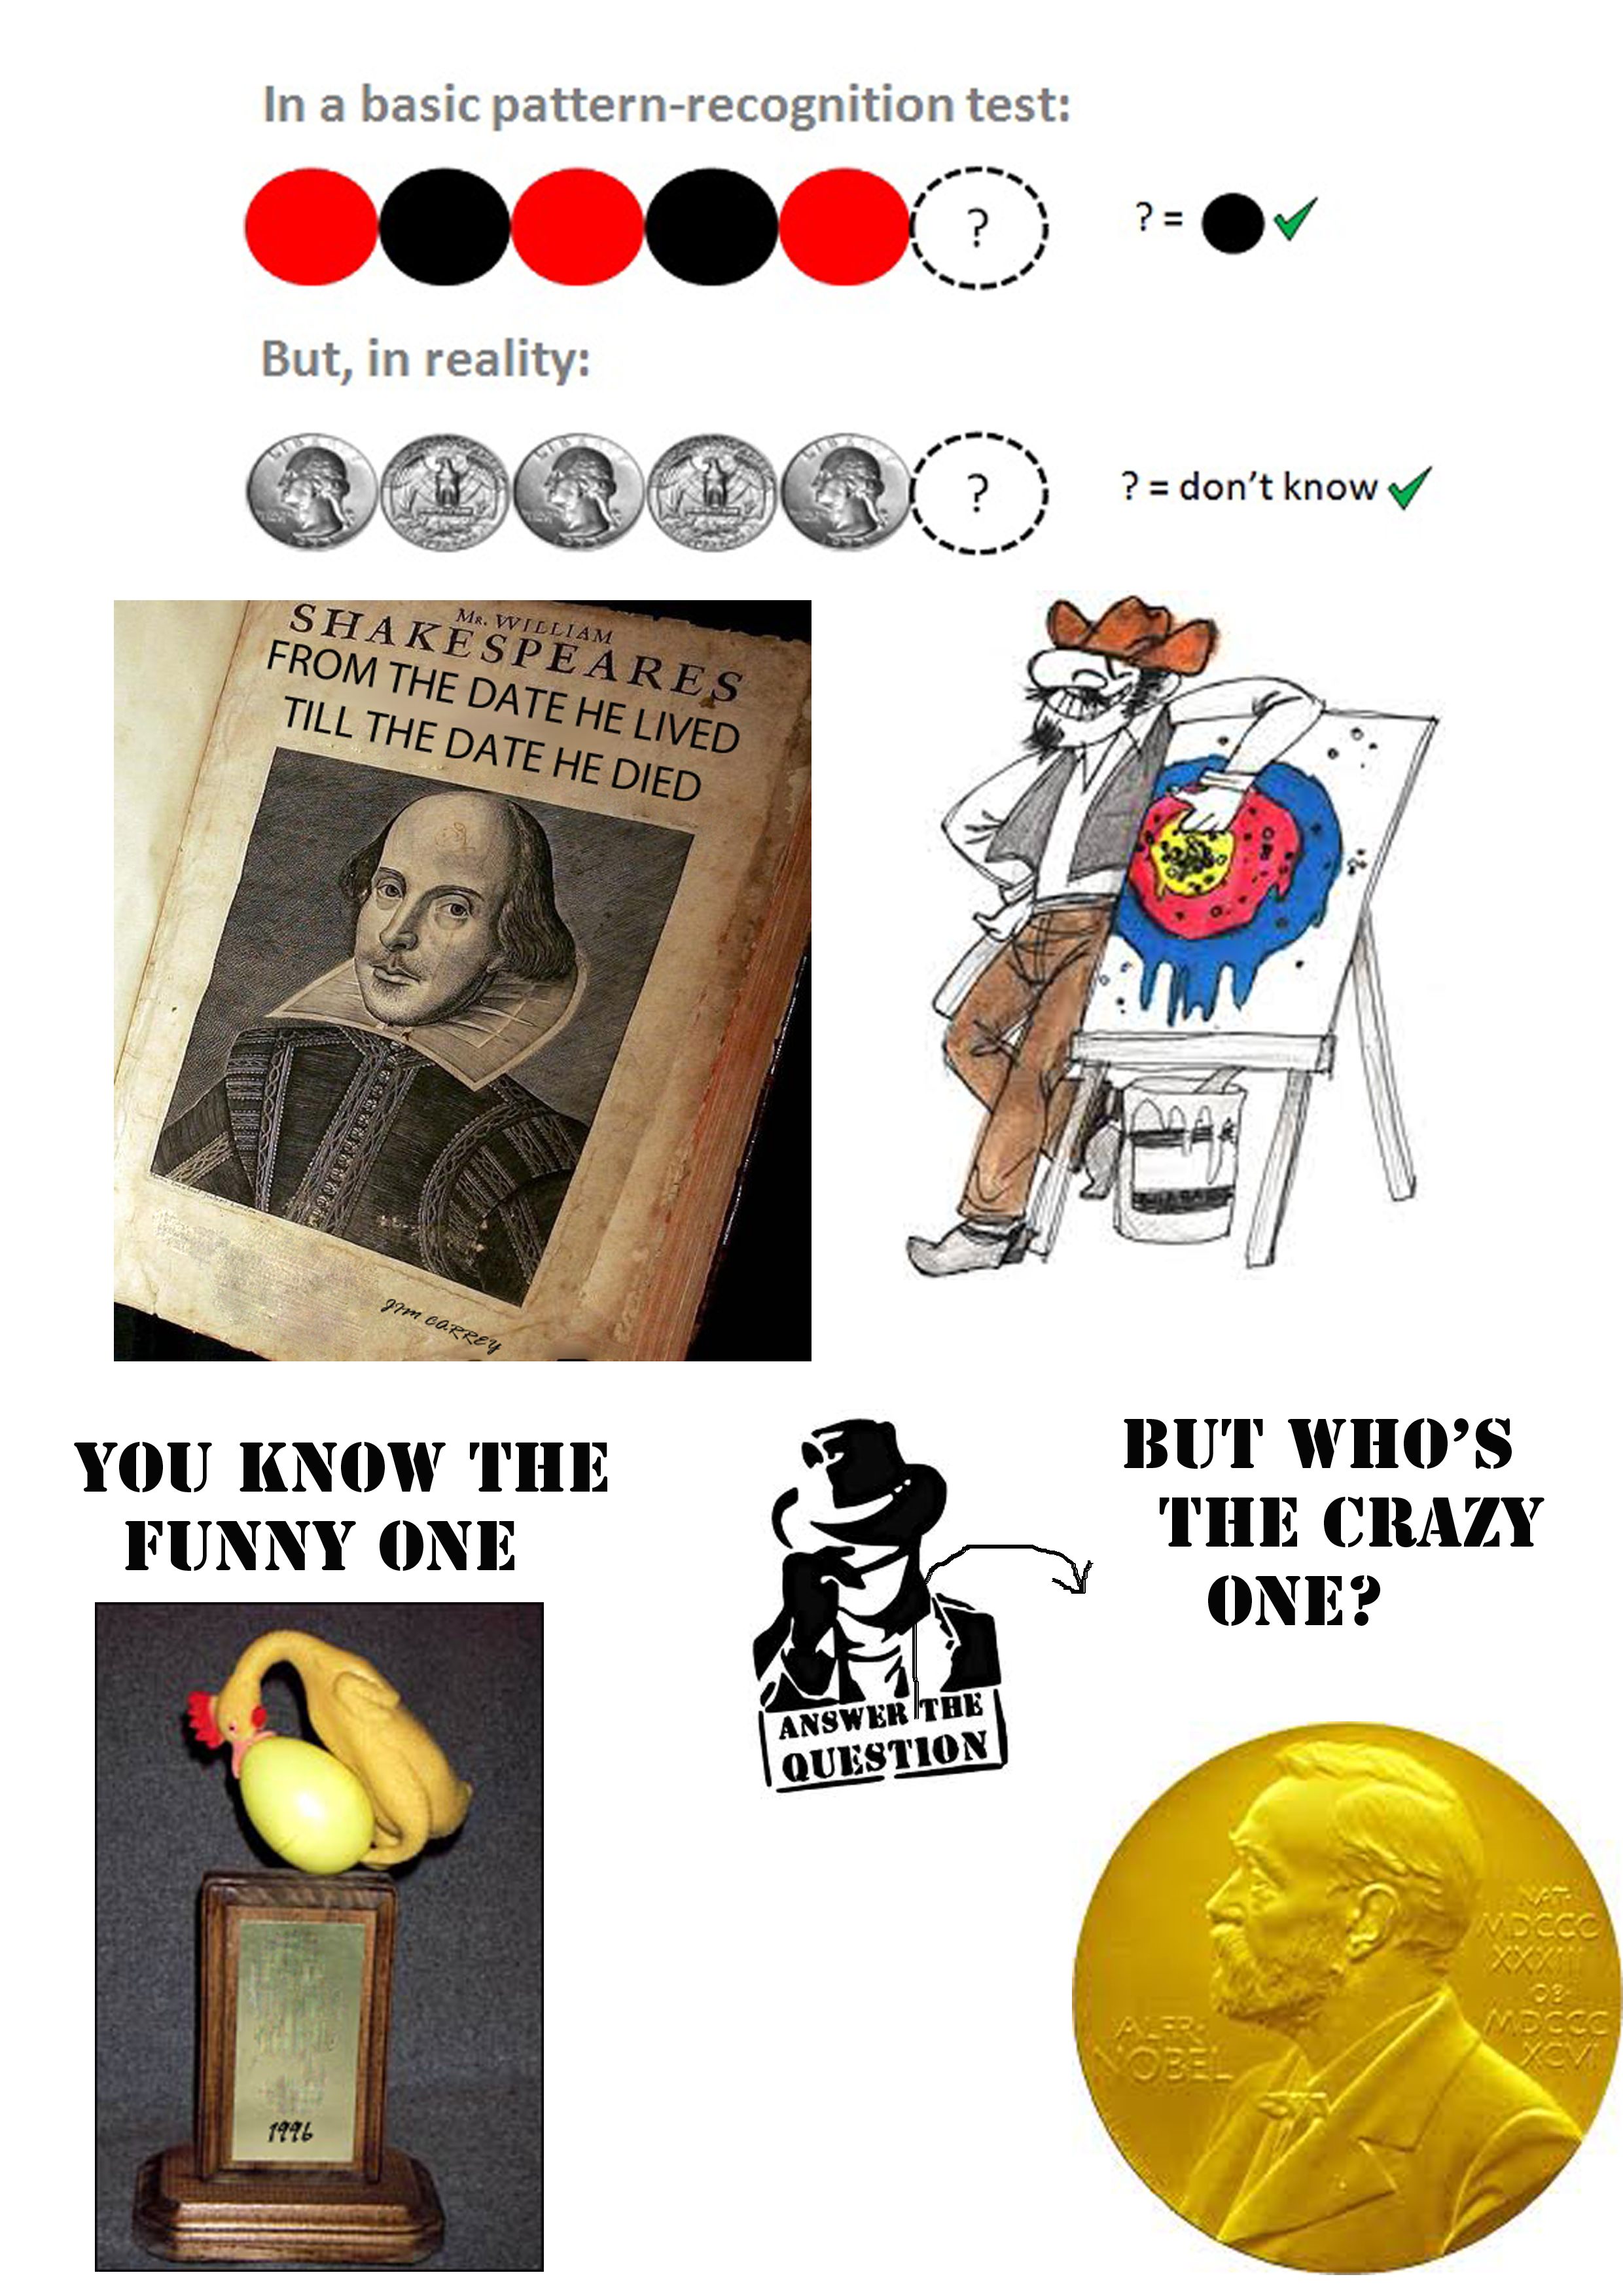 In a basic pattern-recognition test:
?
? =
But, in reality:
?
? = don't know
MR. WILLIAM
SHAKESPEARES
FROM THE DATE HE LIVED
TILL THE DATE HE DIED
JIM CARREY
YOU KNOW THE
FUNNY ONE
BUT WHO'S
THE CRAZY
ONE?
ANSWER THE
QUESTION
1996
ALFR.
NOBEL
NAT.
MDCCC
XXXIII
OB.
MDCCC
XCVI